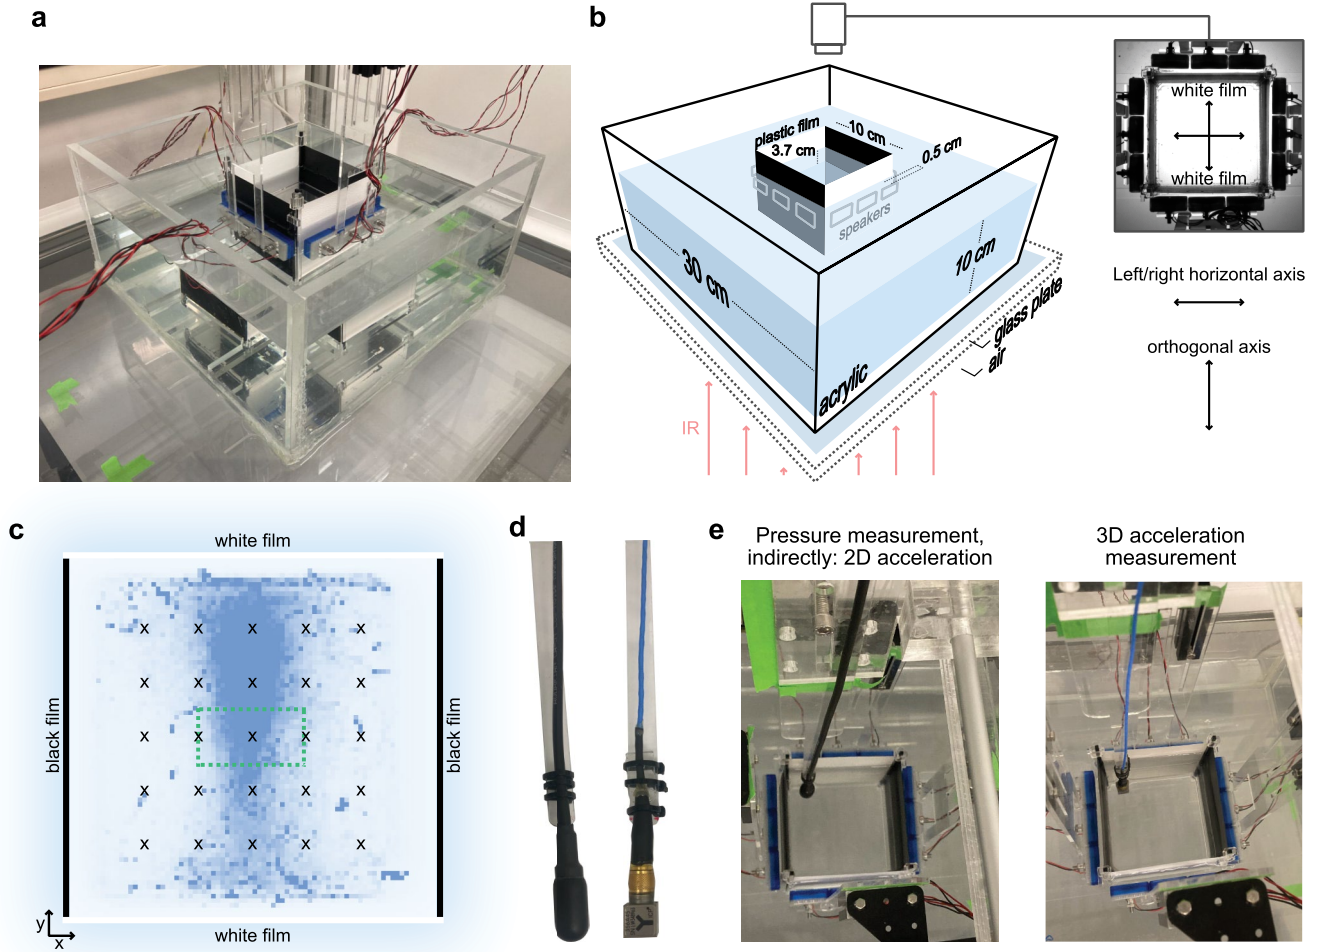 a
b
plastic film
10 cm
3.7 cm
0.5 cm
speakers
30 cm
10 cm
acrylic
glass plate
air
IR
white film
white film
Left/right horizontal axis
orthogonal axis
c
white film
black film
x x x x x
x x x x x
x x x x x
x x x x x
x x x x x
black film
y
x
white film
d
Y
e
Pressure measurement,
indirectly: 2D acceleration
3D acceleration
measurement